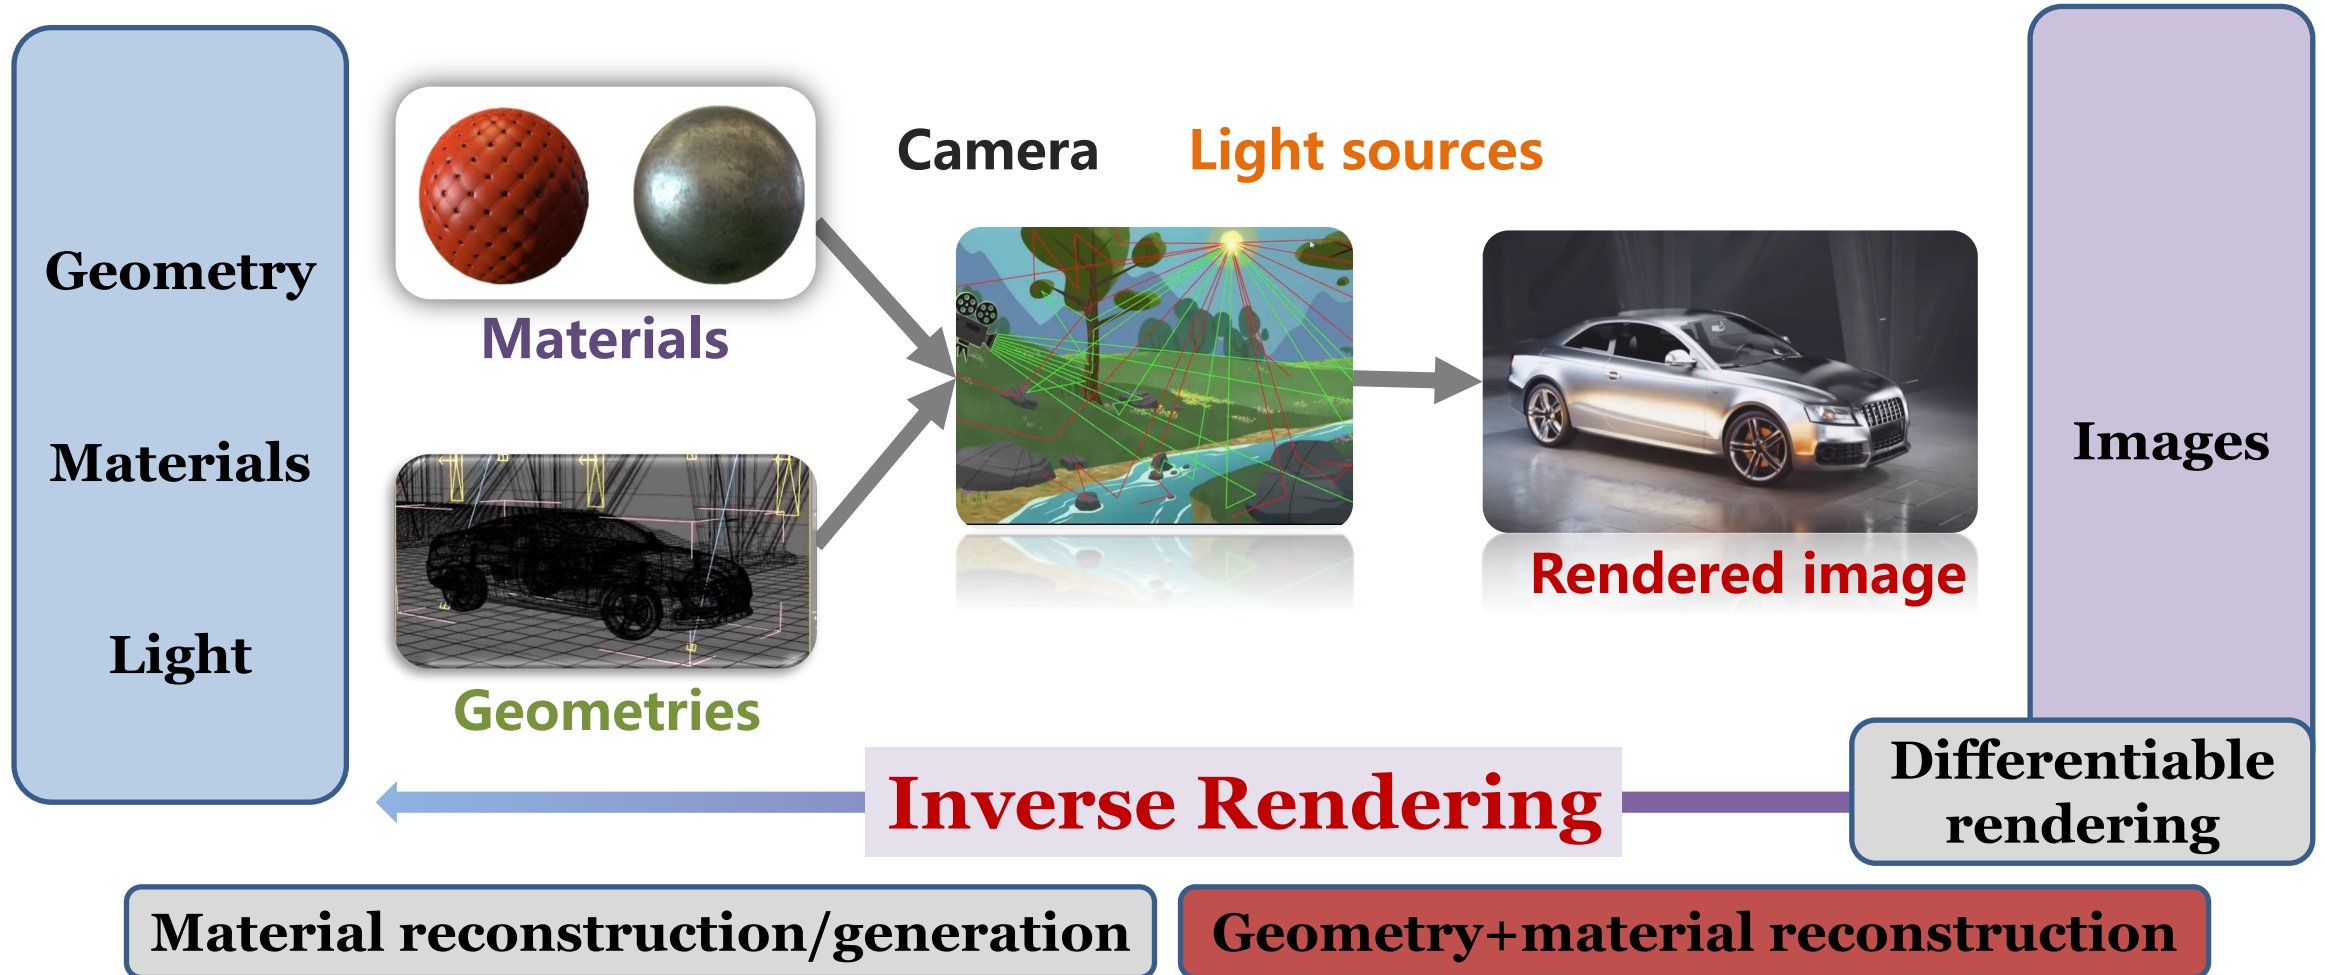 Geometry
Materials
Light
Materials
Geometries
Camera
Light sources
Rendered image
Images
Inverse Rendering
Differentiable
rendering
Material reconstruction/generation
Geometry+material reconstruction